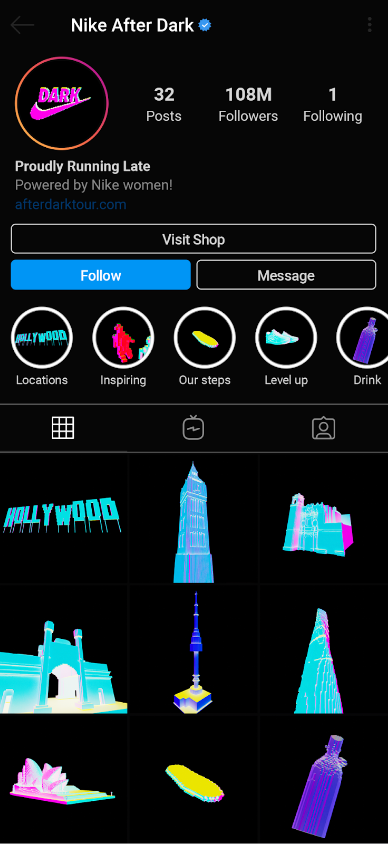 Nike After Dark
DARK
32 108M 1
Posts Followers Following
Proudly Running Late
Powered by Nike women!
afterdarktour.com
Visit Shop
Follow Message
HOLLYWOOD
Locations Inspiring Our steps Level up Drink
HOLLYWOOD